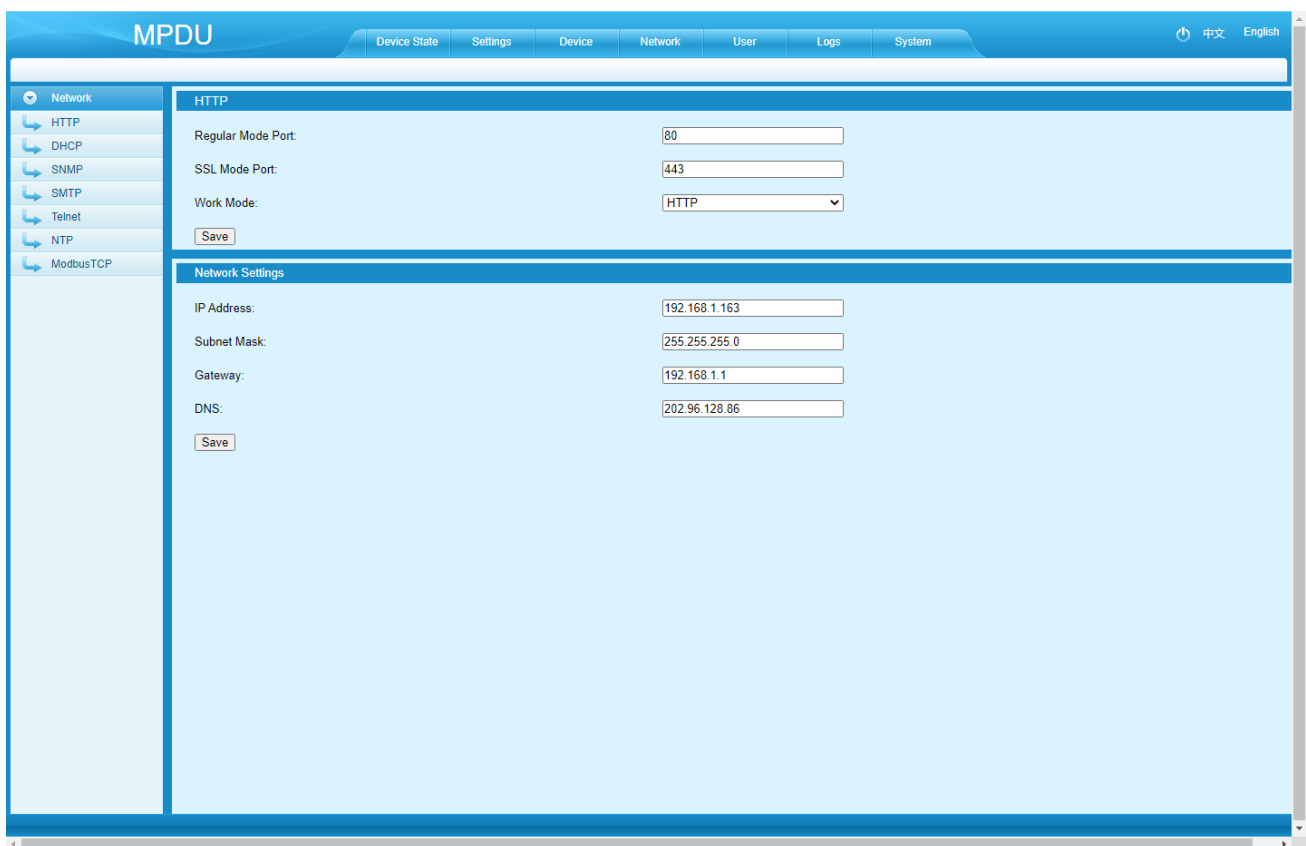 MPDU
Device State Settings Device Network User Logs System
中文 English
Network
HTTP
DHCP
SNMP
SMTP
Telnet
NTP
ModbusTCP
HTTP
Regular Mode Port: 80
SSL Mode Port: 443
Work Mode: HTTP
Save
Network Settings
IP Address: 192.168.1.163
Subnet Mask: 255.255.255.0
Gateway: 192.168.1.1
DNS: 202.96.128.86
Save